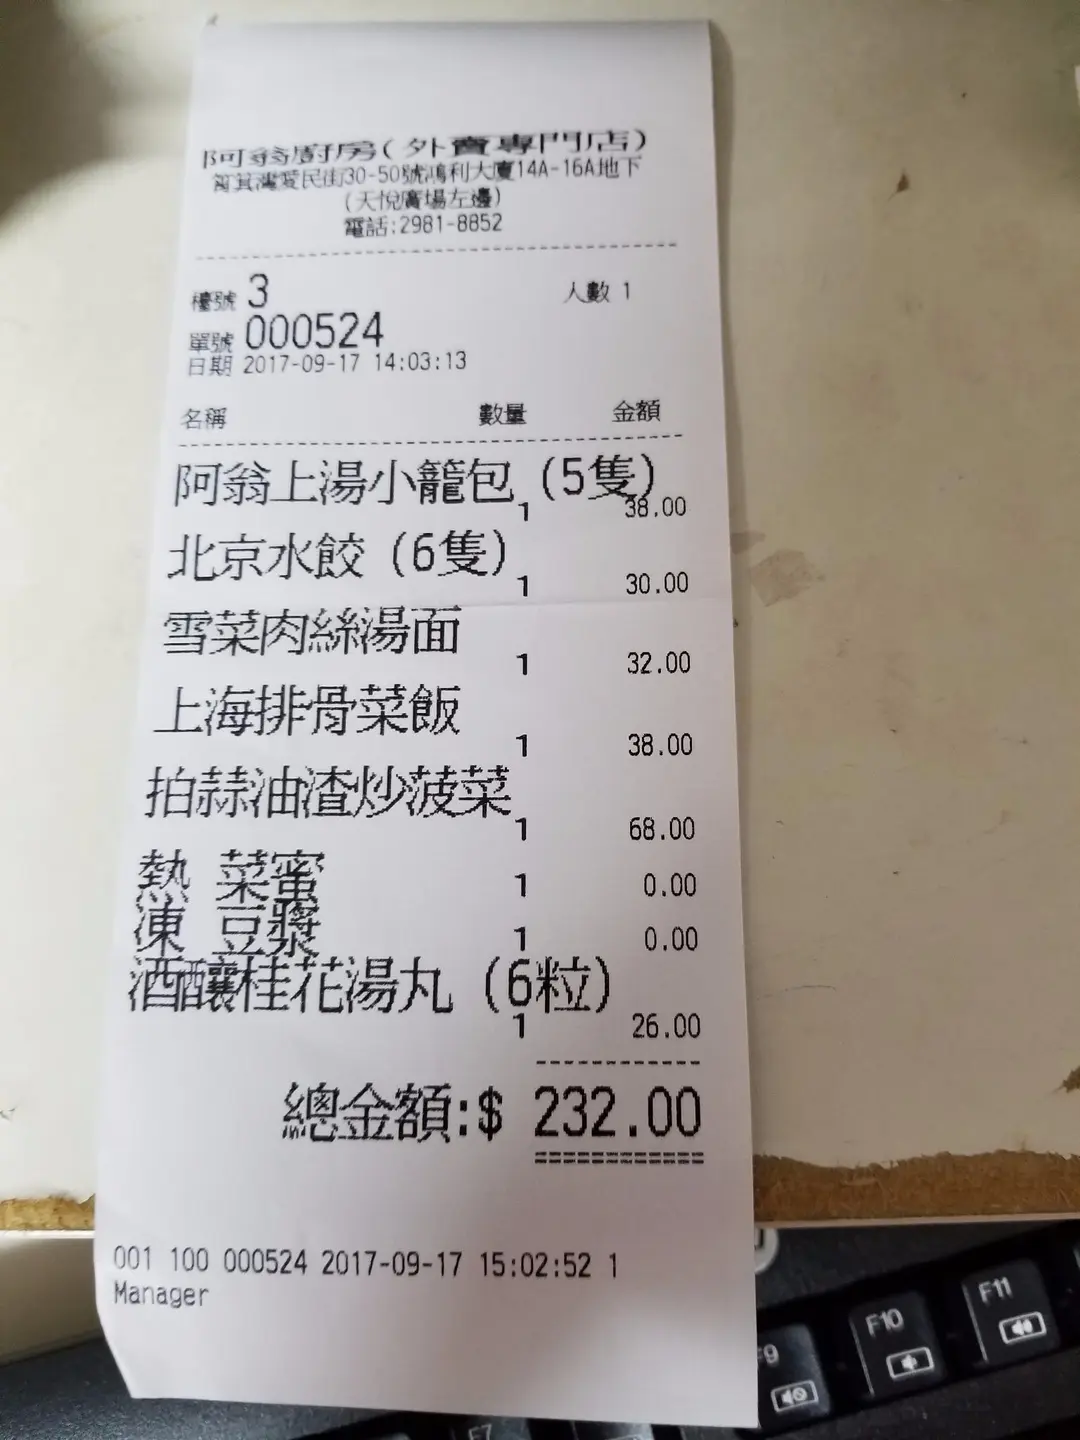 阿翁廚房(外賣專門店)
筲箕灣愛民街30-50號鴻利大廈14A-16A地下
(天悅廣場左邊)
電話:2981-8852
檯號 3 人數 1
單號 000524
日期 2017-09-17 14:03:13
名稱 數量 金額
阿翁上湯小籠包 (5隻)
1 38.00
北京水餃 (6隻)
1 30.00
雪菜肉絲湯面
1 32.00
上海排骨菜飯
1 38.00
拍蒜油渣炒菠菜
1 68.00
熱 菜蜜 1 0.00
凍 豆漿 1 0.00
酒釀桂花湯丸 (6粒)
1 26.00
總金額:$ 232.00
001 100 000524 2017-09-17 15:02:52 1
Manager
F7
F9
F10
F11